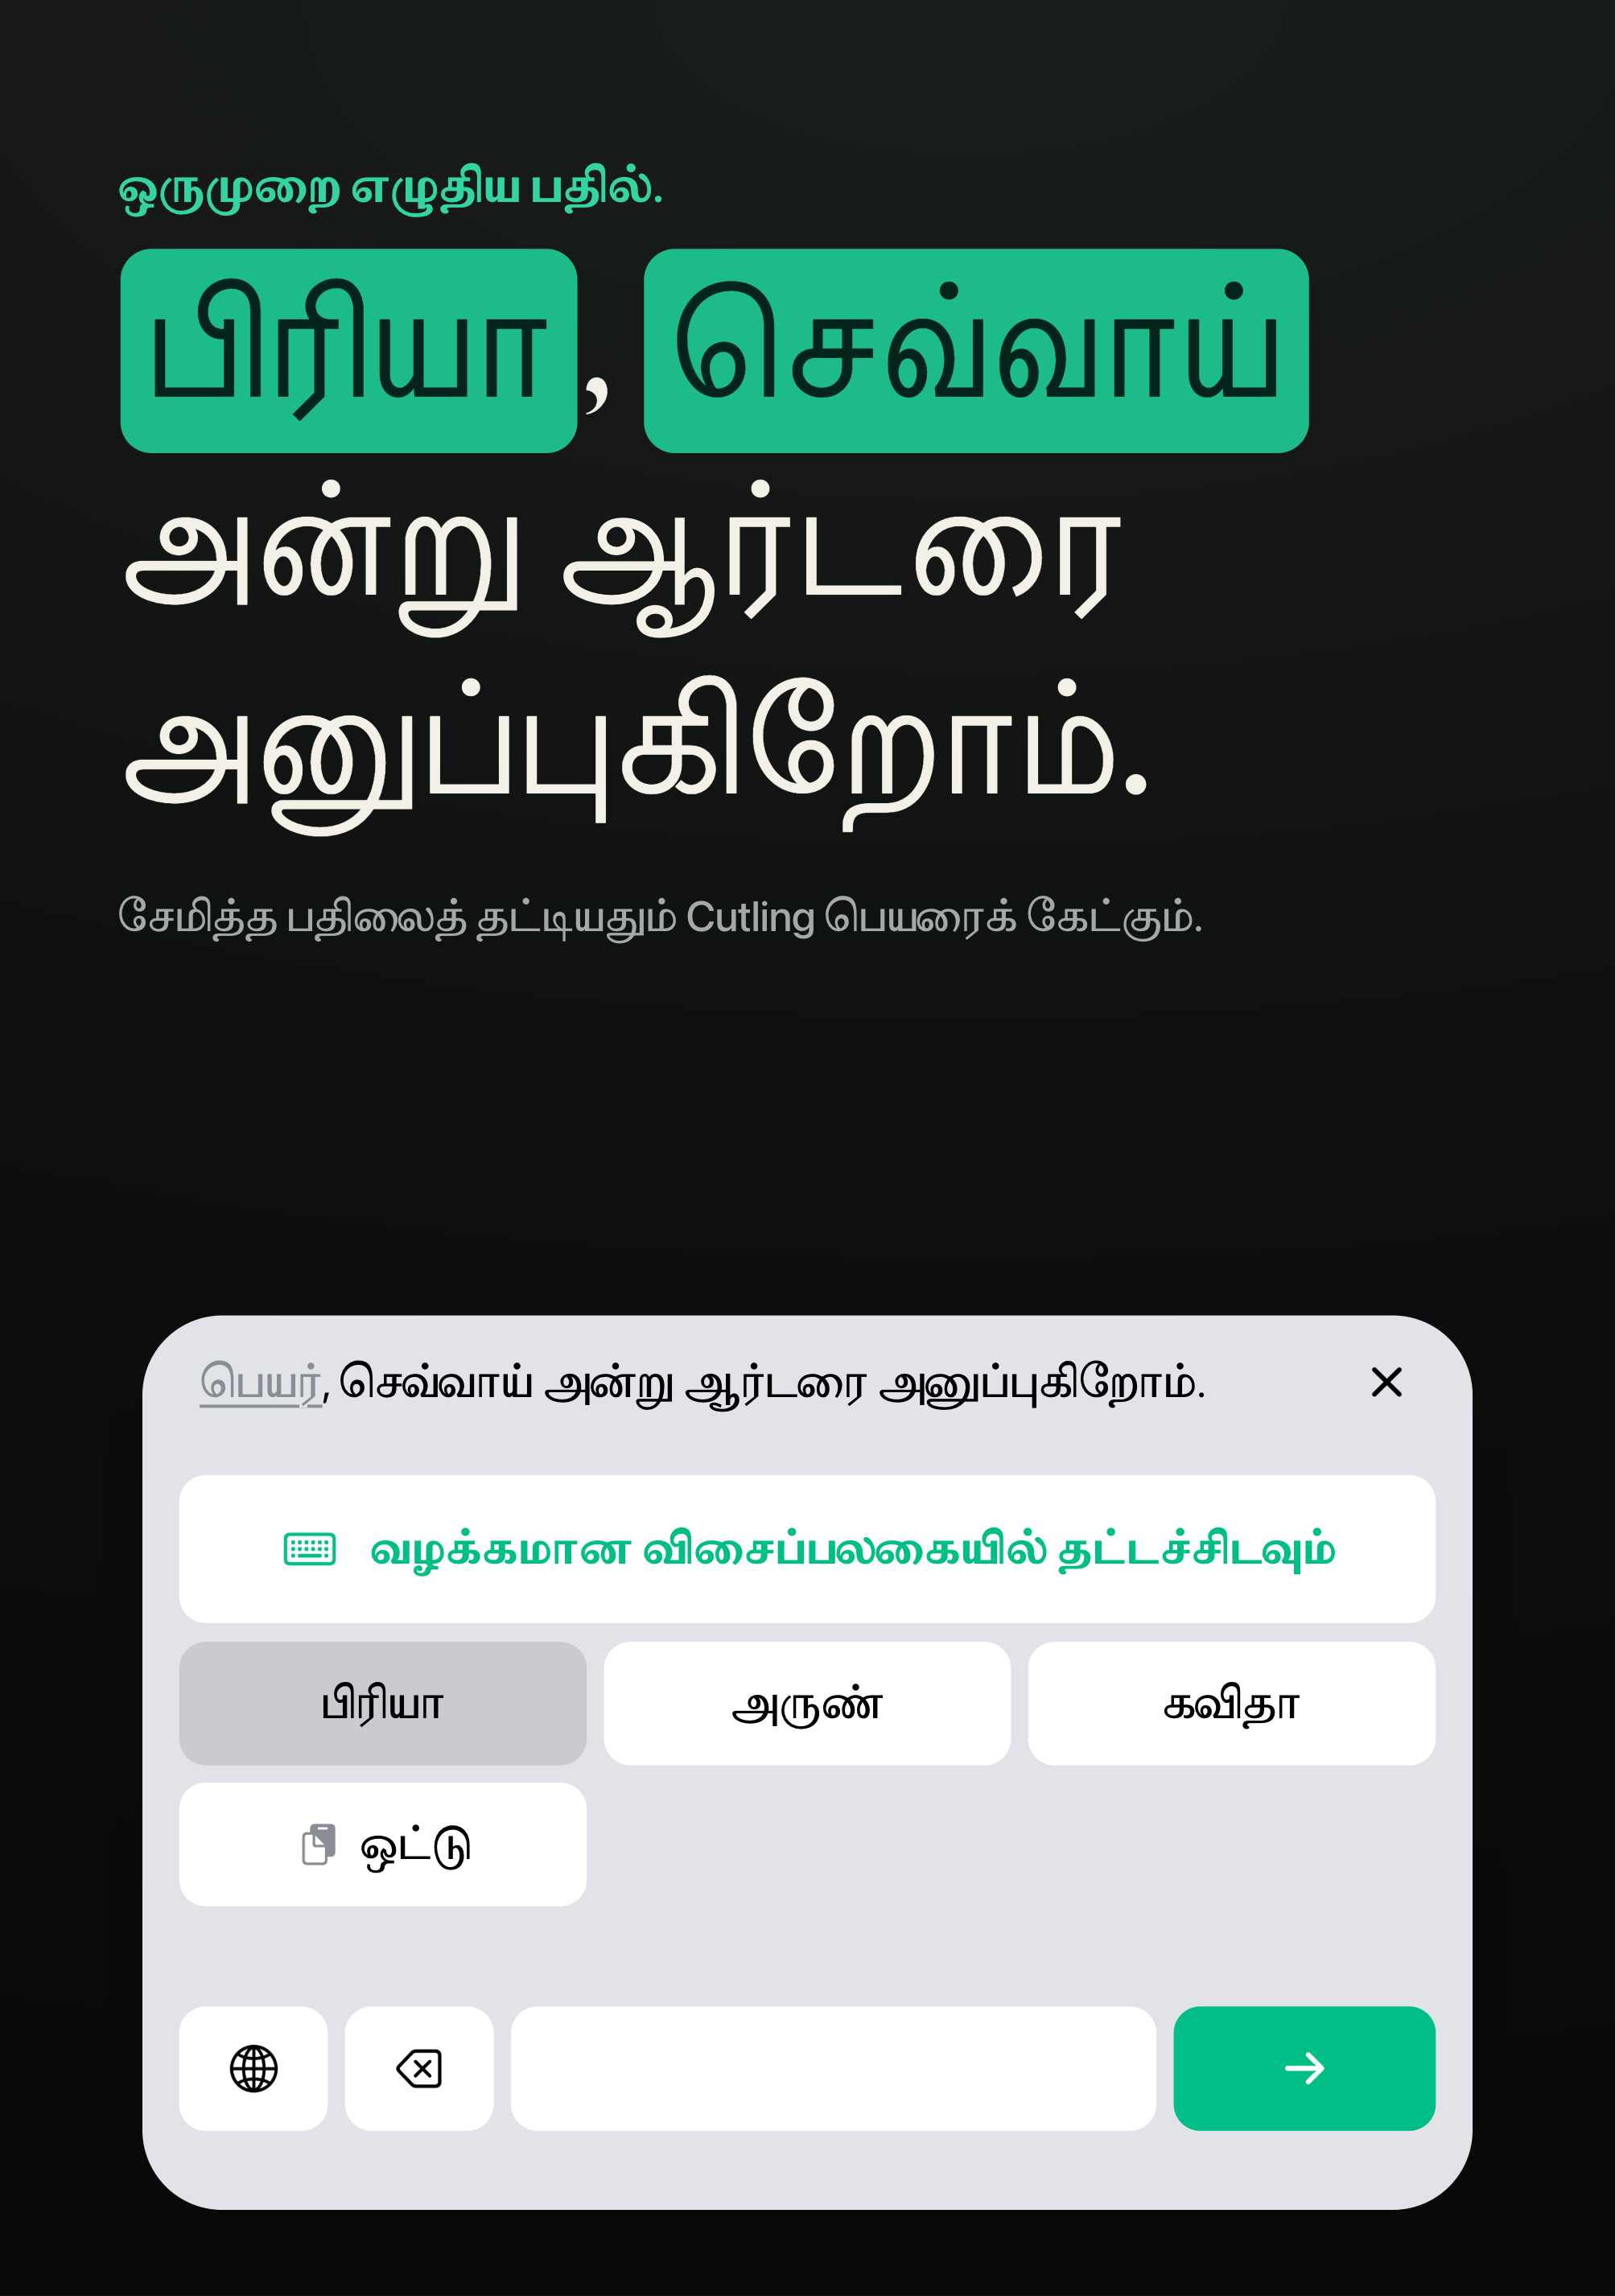 ஒருமுறை எழுதிய பதில்.
பிரியா, செவ்வாய்
அன்று ஆர்டரை
அனுப்புகிறோம்.
சேமித்த பதிலைத் தட்டியதும் Cutling பெயரைக் கேட்கும்.
பெயர், செவ்வாய் அன்று ஆர்டரை அனுப்புகிறோம்.
வழக்கமான விசைப்பலகையில் தட்டச்சிடவும்
பிரியா அருண் கவிதா
ஒட்டு